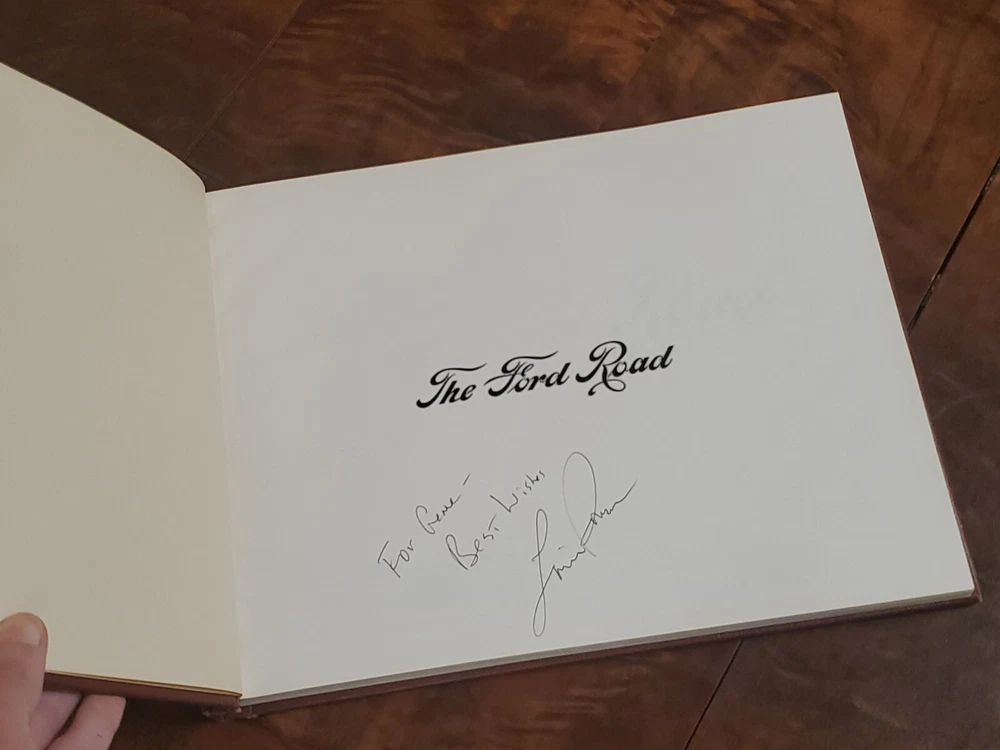 The Ford Road
For Gene -
Best Wishes